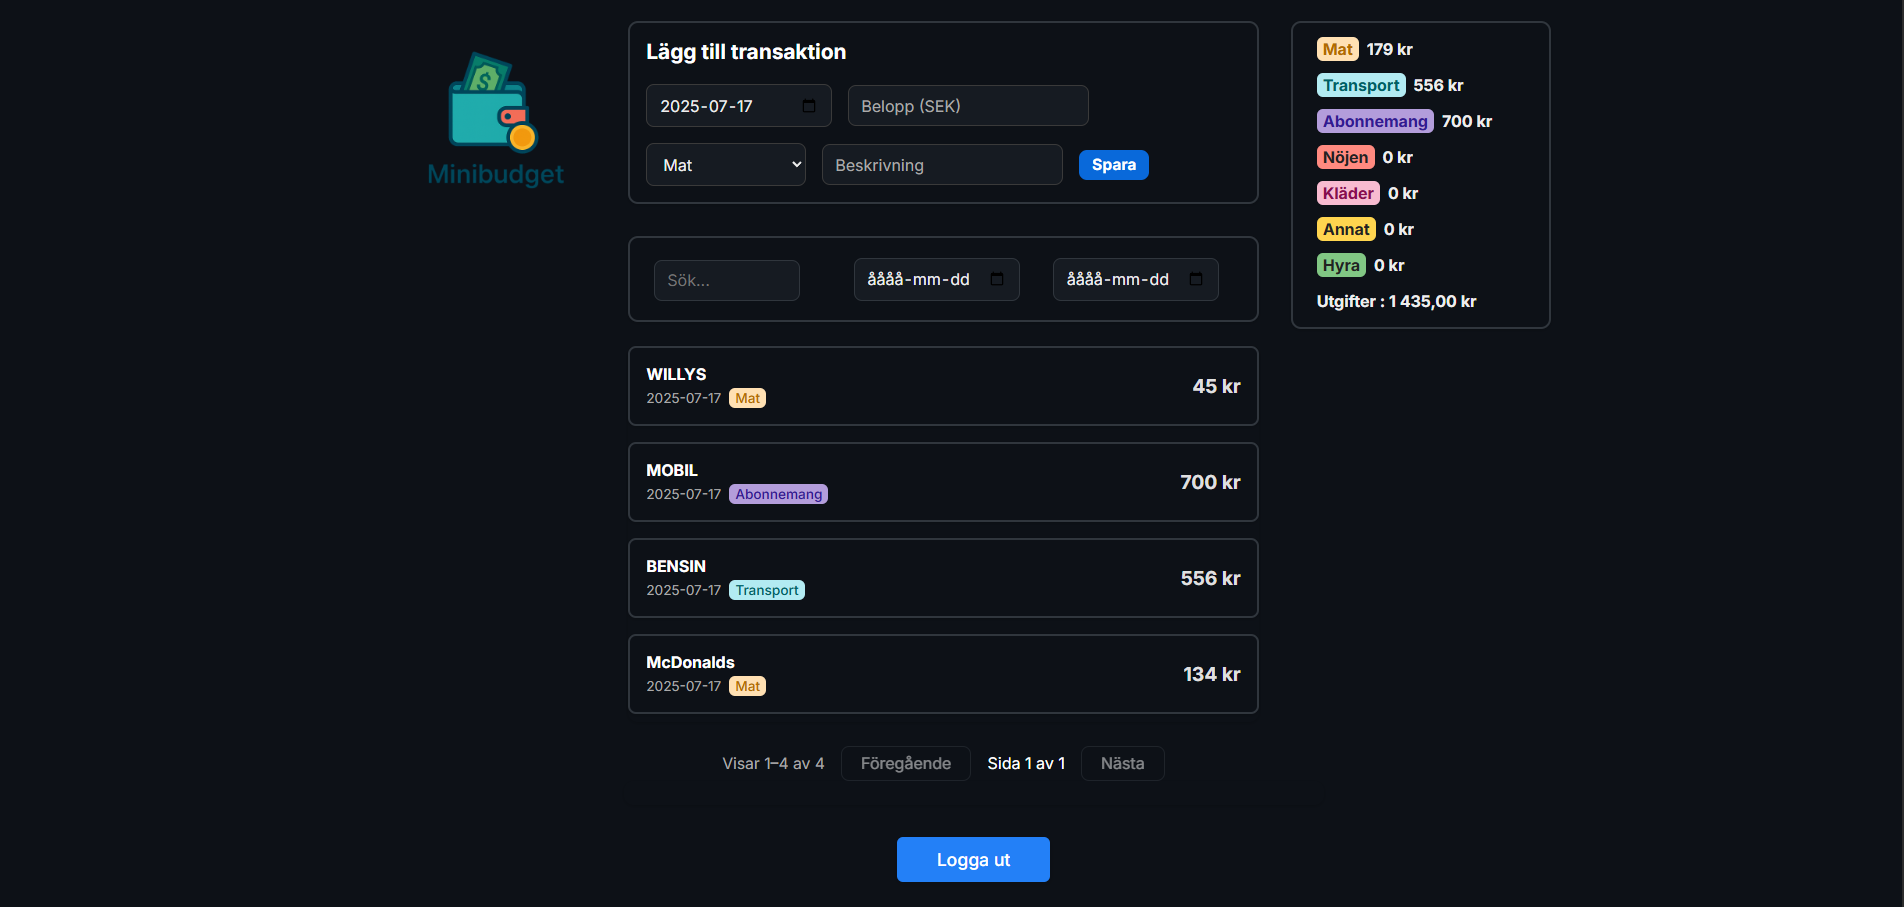 Minibudget
Lägg till transaktion
2025-07-17
Belopp (SEK)
Mat
Beskrivning
Spara
Sök...
åååå-mm-dd
åååå-mm-dd
WILLYS
2025-07-17 Mat
45 kr
MOBIL
2025-07-17 Abonnemang
700 kr
BENSIN
2025-07-17 Transport
556 kr
McDonalds
2025-07-17 Mat
134 kr
Visar 1–4 av 4 Föregående Sida 1 av 1 Nästa
Logga ut
Mat 179 kr
Transport 556 kr
Abonnemang 700 kr
Nöjen 0 kr
Kläder 0 kr
Annat 0 kr
Hyra 0 kr
Utgifter : 1 435,00 kr